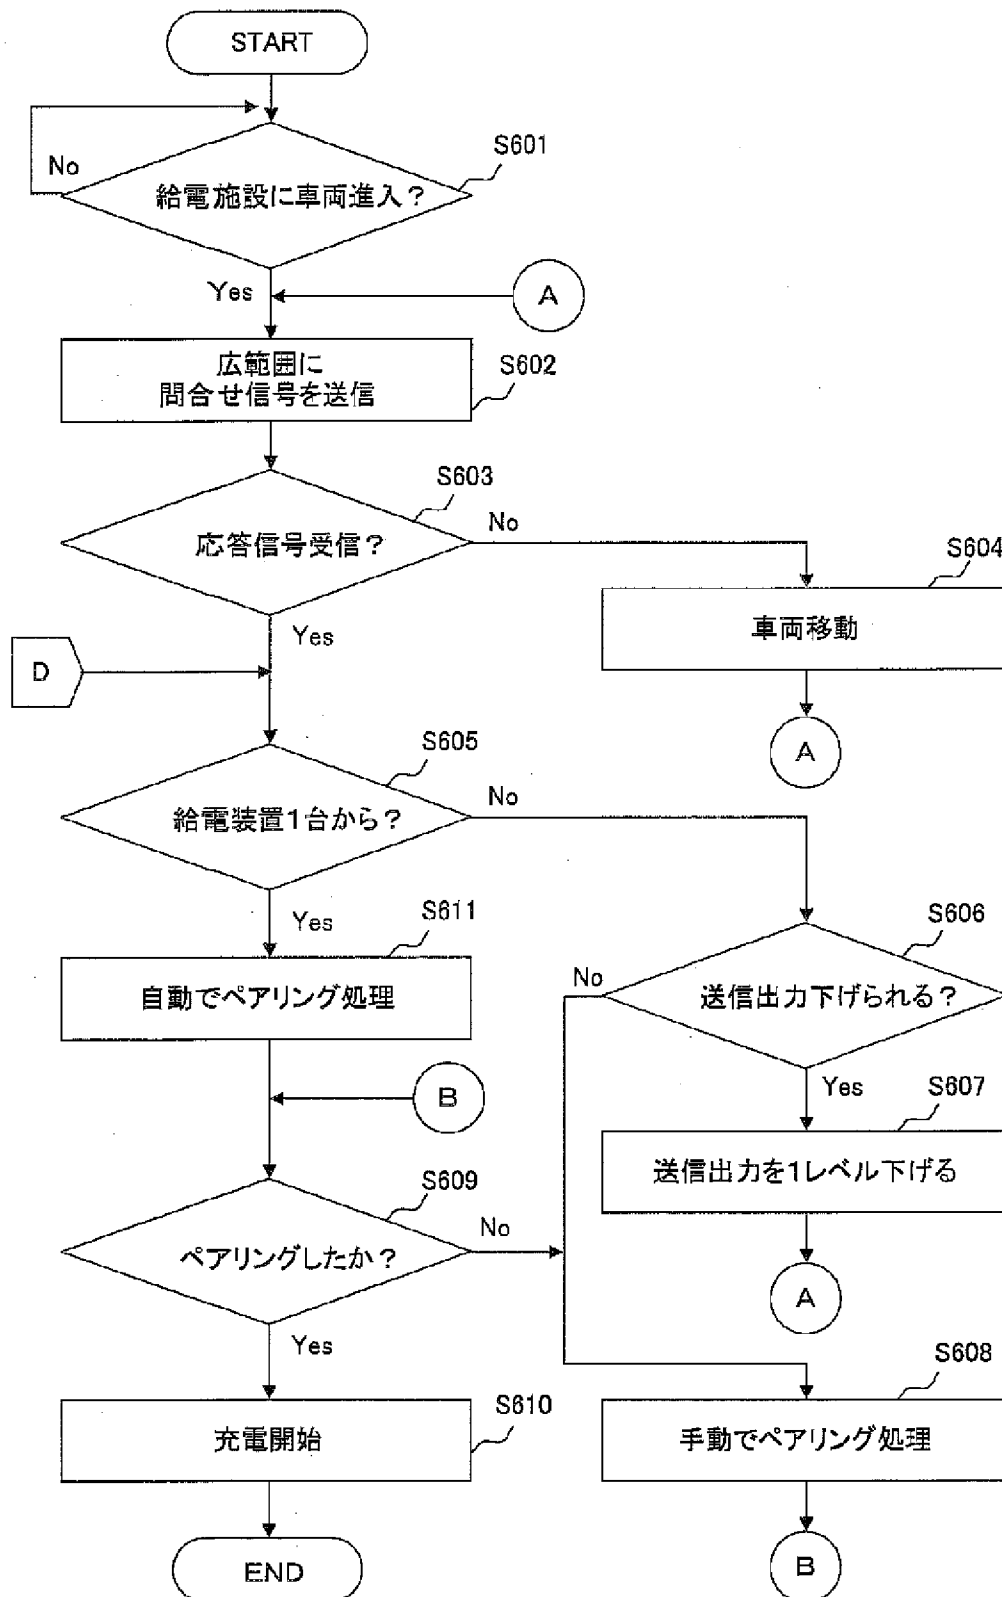 START
S601
No
給電施設に車両進入？
Yes
A
広範囲に
問合せ信号を送信
S602
S603
No
応答信号受信？
S604
車両移動
Yes
D
A
S605
No
給電装置1台から？
Yes
S611
S606
No
自動でペアリング処理
送信出力下げられる？
B
Yes
S607
送信出力を1レベル下げる
S609
No
ペアリングしたか？
A
Yes
S608
S610
充電開始
手動でペアリング処理
END
B